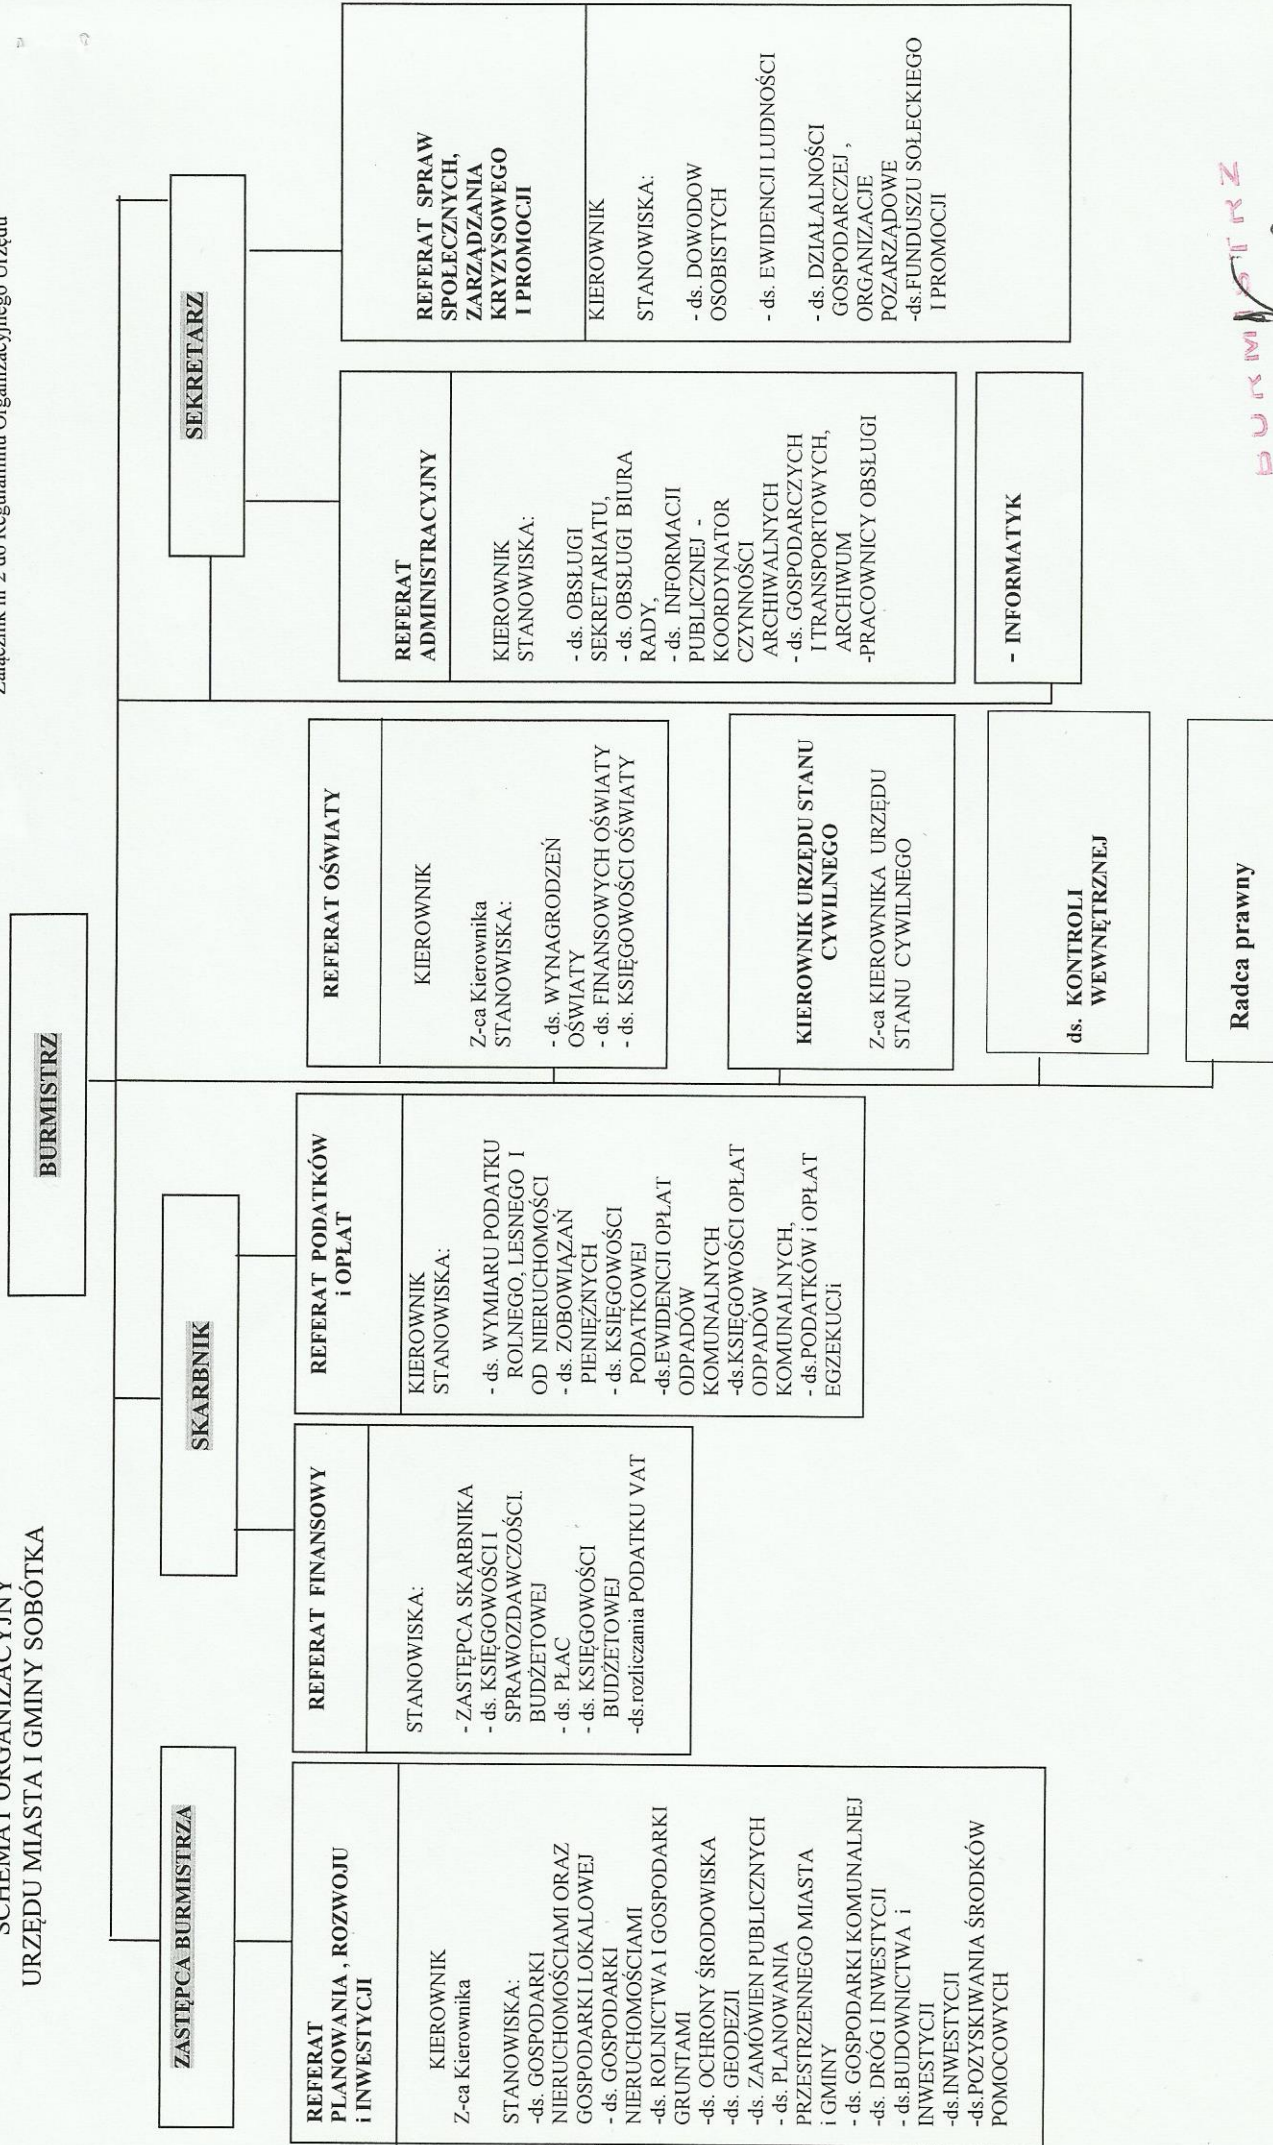 Załącznik nr 2 do Regulaminu Organizacyjnego Urzędu
SCHEMAT ORGANIZACYJNY
URZĘDU MIASTA I GMINY SOBÓTKA
BURMISTRZ
ZASTĘPCA BURMISTRZA
SKARBNIK
SEKRETARZ
REFERAT
PLANOWANIA , ROZWOJU
i INWESTYCJI
KIEROWNIK
Z-ca Kierownika
STANOWISKA:
-ds. GOSPODARKI
NIERUCHOMOŚCIAMI ORAZ
GOSPODARKI LOKALOWEJ
- ds. GOSPODARKI
NIERUCHOMOŚCIAMI
-ds. ROLNICTWA I GOSPODARKI
GRUNTAMI
-ds. OCHRONY ŚRODOWISKA
-ds. GEODEZJI
-ds. ZAMÓWIEN PUBLICZNYCH
- ds. PLANOWANIA
PRZESTRZENNEGO MIASTA
i GMINY
- ds. GOSPODARKI KOMUNALNEJ
-ds. DRÓG I INWESTYCJI
- ds.BUDOWNICTWA i
INWESTYCJI
-ds.INWESTYCJI
-ds.POZYSKIWANIA ŚRODKÓW
POMOCOWYCH
REFERAT FINANSOWY
STANOWISKA:
- ZASTĘPCA SKARBNIKA
- ds. KSIĘGOWOŚCI I
SPRAWOZDAWCZOŚCI.
BUDŻETOWEJ
- ds. PŁAC
- ds. KSIĘGOWOŚCI
BUDŻETOWEJ
-ds.rozliczania PODATKU VAT
REFERAT PODATKÓW
i OPŁAT
KIEROWNIK
STANOWISKA:
- ds. WYMIARU PODATKU
ROLNEGO, LESNEGO I
OD NIERUCHOMOŚCI
- ds. ZOBOWIĄZAŃ
PIENIĘŻNYCH
- ds. KSIĘGOWOŚCI
PODATKOWEJ
-ds.EWIDENCJI OPŁAT
ODPADÓW
KOMUNALNYCH
-ds.KSIĘGOWOŚCI OPŁAT
ODPADÓW
KOMUNALNYCH,
- ds.PODATKÓW i OPŁAT
EGZEKUCJi
REFERAT OŚWIATY
KIEROWNIK
Z-ca Kierownika
STANOWISKA:
- ds. WYNAGRODZEŃ
OŚWIATY
- ds. FINANSOWYCH OŚWIATY
- ds. KSIĘGOWOŚCI OŚWIATY
KIEROWNIK URZĘDU STANU
CYWILNEGO
Z-ca KIEROWNIKA URZĘDU
STANU CYWILNEGO
ds. KONTROLI
WEWNĘTRZNEJ
Radca prawny
REFERAT
ADMINISTRACYJNY
KIEROWNIK
STANOWISKA:
- ds. OBSŁUGI
SEKRETARIATU,
- ds. OBSŁUGI BIURA
RADY,
- ds. INFORMACJI
PUBLICZNEJ -
KOORDYNATOR
CZYNNOŚCI
ARCHIWALNYCH
- ds. GOSPODARCZYCH
I TRANSPORTOWYCH,
ARCHIWUM
-PRACOWNICY OBSŁUGI
- INFORMATYK
REFERAT SPRAW
SPOŁECZNYCH,
ZARZĄDZANIA
KRYZYSOWEGO
I PROMOCJI
KIEROWNIK
STANOWISKA:
- ds. DOWODOW
OSOBISTYCH
- ds. EWIDENCJI LUDNOŚCI
- ds. DZIAŁALNOŚCI
GOSPODARCZEJ ,
ORGANIZACJE
POZARZĄDOWE
-ds.FUNDUSZU SOŁECKIEGO
I PROMOCJI
BURMISTRZ